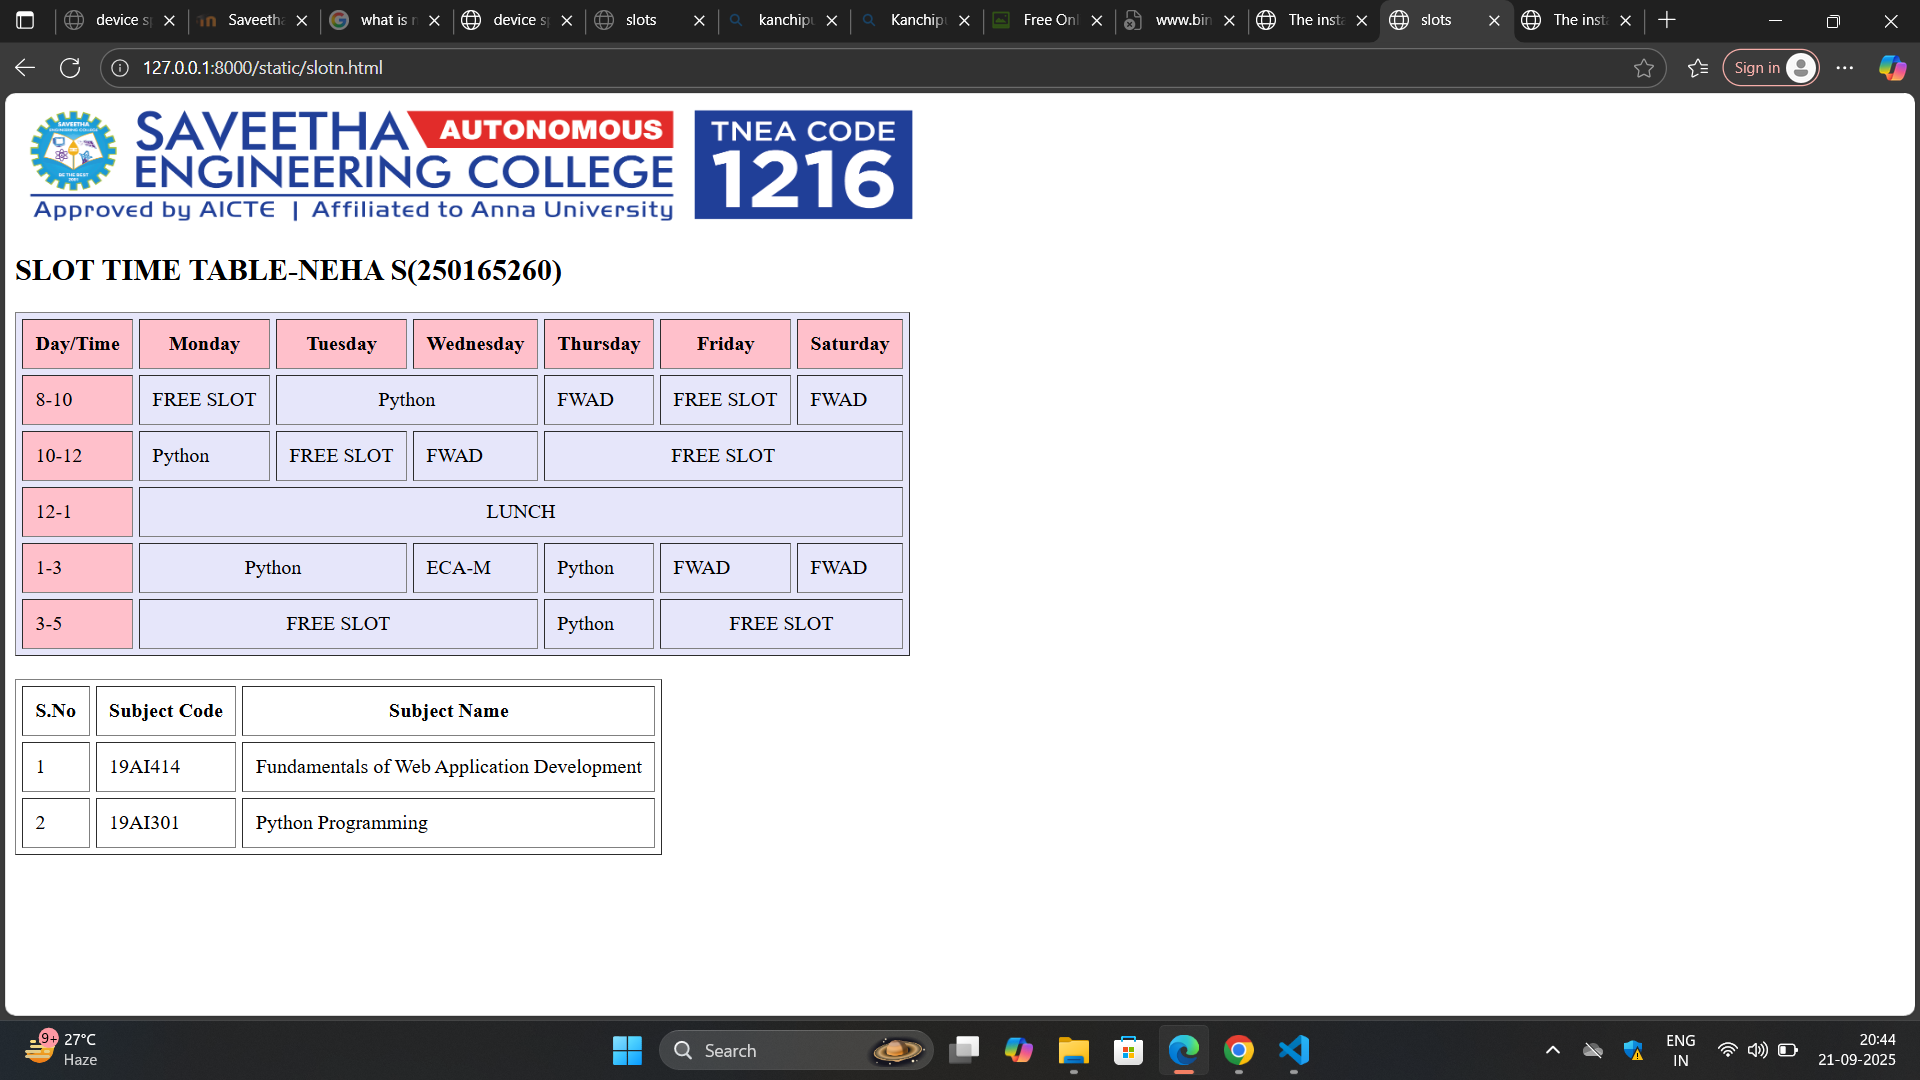 device s
Saveetha
what is r
device s
slots
kanchipu
Kanchipu
Free Onl
www.bin
The insta
slots
The insta
127.0.0.1:8000/static/slotn.html
Sign in
SAVEETHA AUTONOMOUS
ENGINEERING COLLEGE
Approved by AICTE | Affiliated to Anna University
TNEA CODE
1216
SLOT TIME TABLE-NEHA S(250165260)
Day/Time Monday Tuesday Wednesday Thursday Friday Saturday
8-10 FREE SLOT Python FWAD FREE SLOT FWAD
10-12 Python FREE SLOT FWAD FREE SLOT
12-1 LUNCH
1-3 Python ECA-M Python FWAD FWAD
3-5 FREE SLOT Python FREE SLOT
S.No Subject Code Subject Name
1 19AI414 Fundamentals of Web Application Development
2 19AI301 Python Programming
9+
27°C
Haze
Search
ENG
IN
20:44
21-09-2025